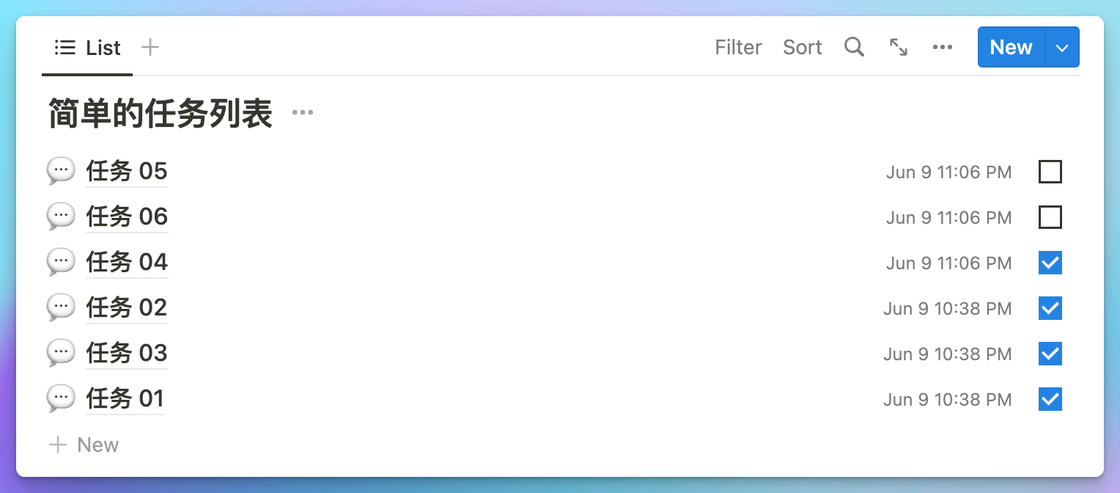 List
Filter Sort New
简单的任务列表
任务 05 Jun 9 11:06 PM
任务 06 Jun 9 11:06 PM
任务 04 Jun 9 11:06 PM
任务 02 Jun 9 10:38 PM
任务 03 Jun 9 10:38 PM
任务 01 Jun 9 10:38 PM
New